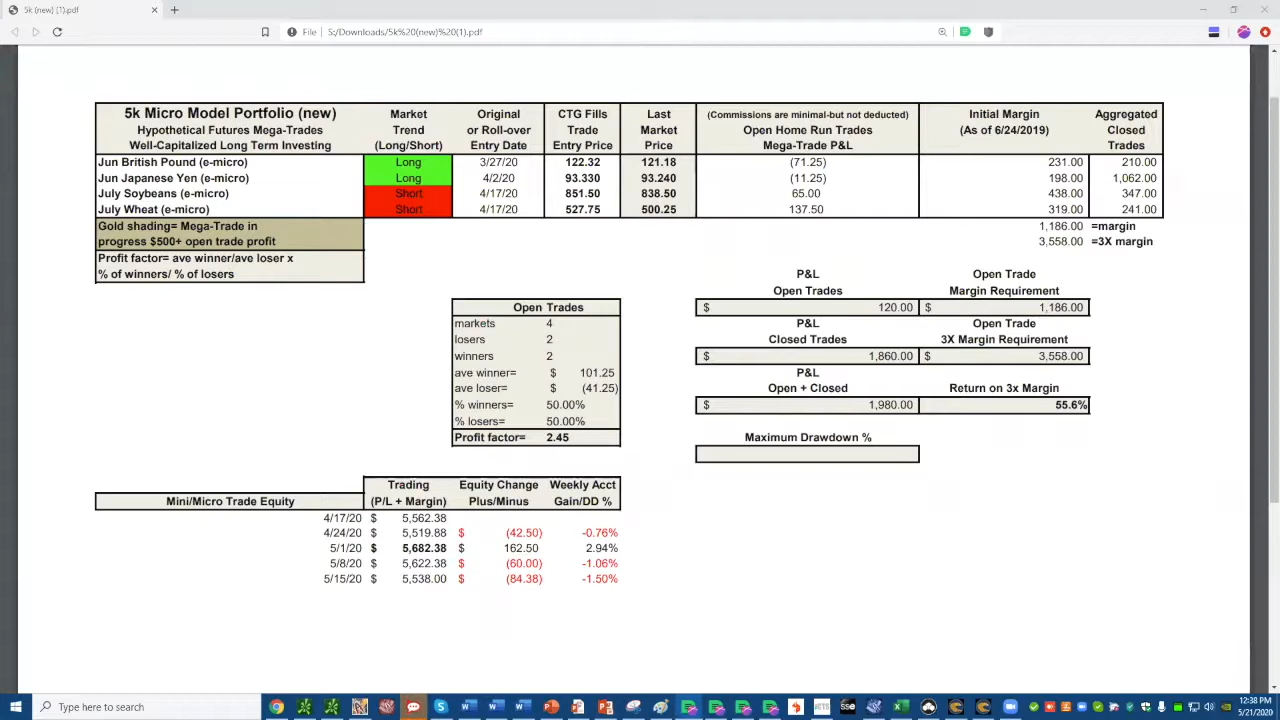 5k (new) [1].pdf
File S:/Downloads/5k%20(new)%20(1).pdf
5k Micro Model Portfolio (new) Market Original CTG Fills Last (Commissions are minimal-but not deducted) Initial Margin Aggregated
Hypothetical Futures Mega-Trades Trend or Roll-over Trade Market Open Home Run Trades (As of 6/24/2019) Closed
Well-Capitalized Long Term Investing (Long/Short) Entry Date Entry Price Price Mega-Trade P&L Trades
Jun British Pound (e-micro) Long 3/27/20 122.32 121.18 (71.25) 231.00 210.00
Jun Japanese Yen (e-micro) Long 4/2/20 93.330 93.240 (11.25) 198.00 1,062.00
July Soybeans (e-micro) Short 4/17/20 851.50 838.50 65.00 438.00 347.00
July Wheat (e-micro) Short 4/17/20 527.75 500.25 137.50 319.00 241.00
Gold shading= Mega-Trade in 1,186.00 =margin
progress $500+ open trade profit 3,558.00 =3X margin
Profit factor= ave winner/ave loser x
% of winners/ % of losers P&L Open Trade
Open Trades Margin Requirement
Open Trades $ 120.00 $ 1,186.00
markets 4 P&L Open Trade
losers 2 Closed Trades 3X Margin Requirement
winners 2 $ 1,860.00 $ 3,558.00
ave winner= $ 101.25 P&L
ave loser= $ (41.25) Open + Closed Return on 3x Margin
% winners= 50.00% $ 1,980.00 55.6%
% losers= 50.00%
Profit factor= 2.45 Maximum Drawdown %
Trading Equity Change Weekly Acct
Mini/Micro Trade Equity (P/L + Margin) Plus/Minus Gain/DD %
4/17/20 $ 5,562.38
4/24/20 $ 5,519.88 $ (42.50) -0.76%
5/1/20 $ 5,682.38 $ 162.50 2.94%
5/8/20 $ 5,622.38 $ (60.00) -1.06%
5/15/20 $ 5,538.00 $ (84.38) -1.50%
Type here to search
12:38 PM
5/21/2020